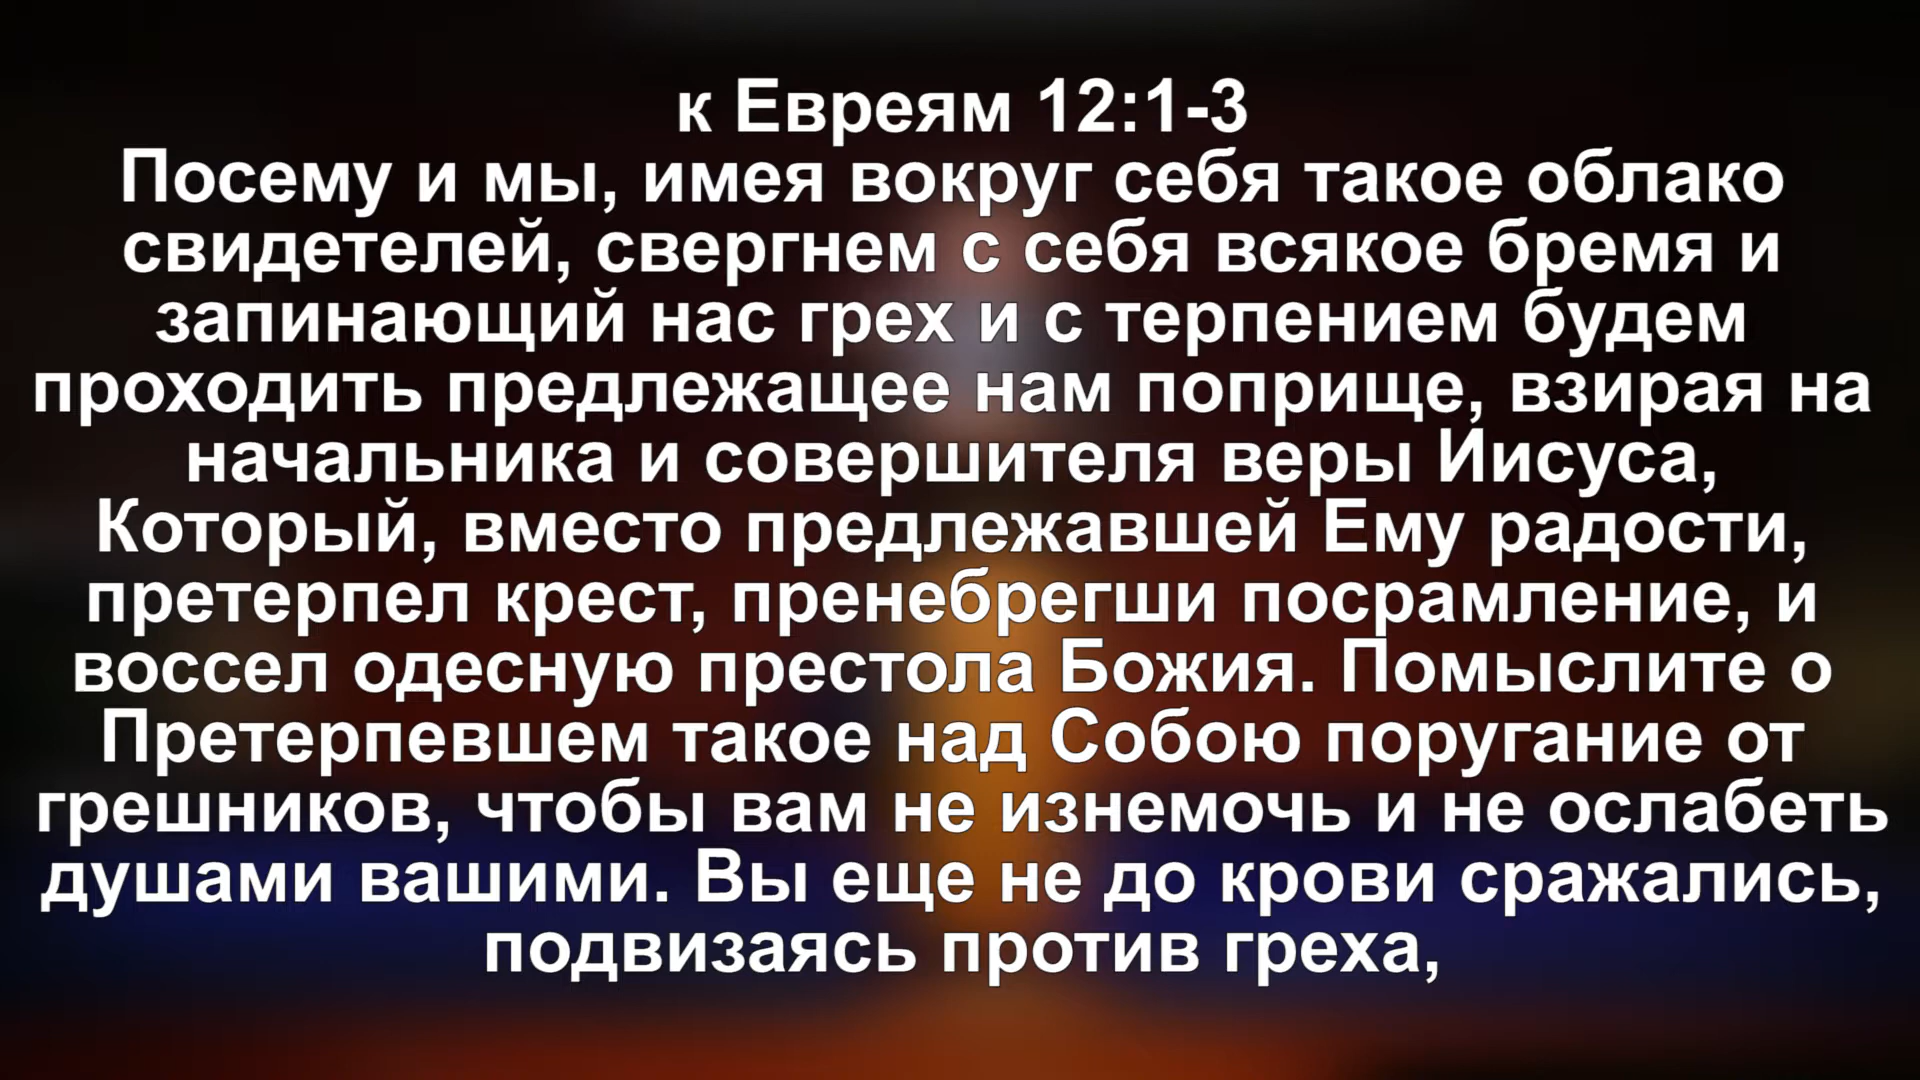 к Евреям 12:1-3
Посему и мы, имея вокруг себя такое облако
свидетелей, свергнем с себя всякое бремя и
запинающий нас грех и с терпением будем
проходить предлежащее нам поприще, взирая на
начальника и совершителя веры Иисуса,
Который, вместо предлежавшей Ему радости,
претерпел крест, пренебрегши посрамление, и
воссел одесную престола Божия. Помыслите о
Претерпевшем такое над Собою поругание от
грешников, чтобы вам не изнемочь и не ослабеть
душами вашими. Вы еще не до крови сражались,
подвизаясь против греха,